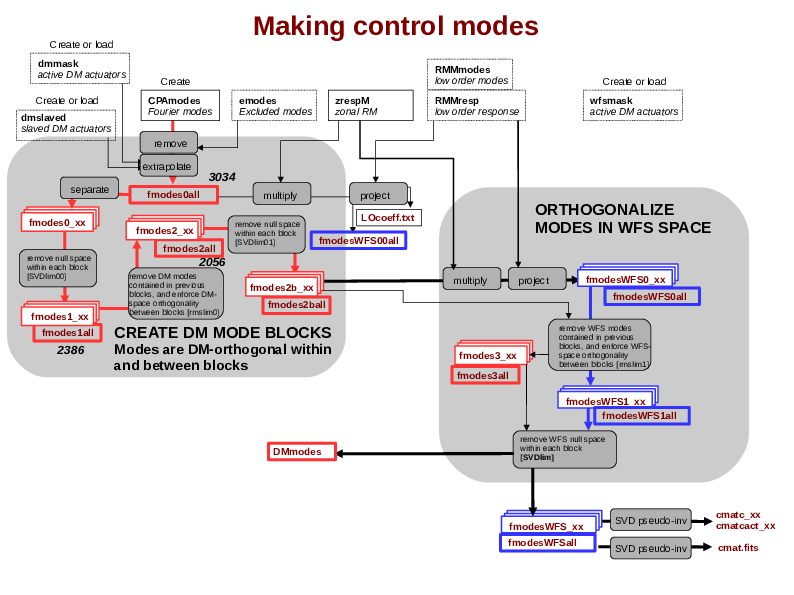 Making control modes
Create or load
dmmask
active DM actuators
Create or load
dmslaved
slaved DM actuators
Create
CPAmodes
Fourier modes
emodes
Excluded modes
zrespM
zonal RM
RMMmodes
low order modes
RMMresp
low order response
Create or load
wfsmask
active DM actuators
remove
extrapolate
3034
separate
fmodes0all
multiply
project
LOcoeff.txt
fmodesWFS00all
fmodes0_xx
remove null space
within each block
[SVDlim00]
fmodes1_xx
fmodes1all
2386
fmodes2_xx
fmodes2all
2056
remove DM modes
contained in previous
blocks, and enforce DM-
space orthogonality
between blocks [rmslim0]
remove null space
within each block
[SVDlim01]
fmodes2b_xx
fmodes2ball
CREATE DM MODE BLOCKS
Modes are DM-orthogonal within
and between blocks
ORTHOGONALIZE
MODES IN WFS SPACE
multiply
project
fmodesWFS0_xx
fmodesWFS0all
remove WFS modes
contained in previous
blocks, and enforce WFS-
space orthogonality
between blocks [rmslim1]
fmodes3_xx
fmodes3all
fmodesWFS1_xx
fmodesWFS1all
remove WFS null space
within each block
[SVDlim]
DMmodes
fmodesWFS_xx
fmodesWFSall
SVD pseudo-inv
cmatc_xx
cmatcact_xx
SVD pseudo-inv
cmat.fits